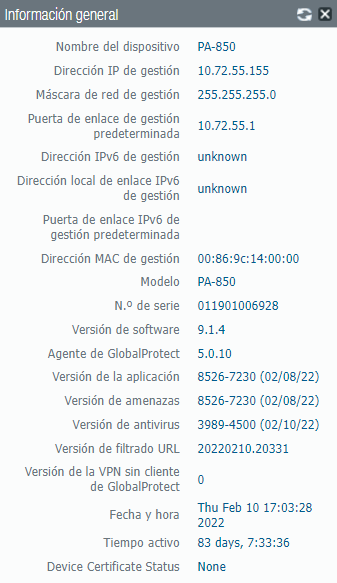 Información general
Nombre del dispositivo PA-850
Dirección IP de gestión 10.72.55.155
Máscara de red de gestión 255.255.255.0
Puerta de enlace de gestión
predeterminada 10.72.55.1
Dirección IPv6 de gestión unknown
Dirección local de enlace IPv6
de gestión unknown
Puerta de enlace IPv6 de
gestión predeterminada
Dirección MAC de gestión 00:86:9c:14:00:00
Modelo PA-850
N.º de serie 011901006928
Versión de software 9.1.4
Agente de GlobalProtect 5.0.10
Versión de la aplicación 8526-7230 (02/08/22)
Versión de amenazas 8526-7230 (02/08/22)
Versión de antivirus 3989-4500 (02/10/22)
Versión de filtrado URL 20220210.20331
Versión de la VPN sin cliente
de GlobalProtect 0
Fecha y hora Thu Feb 10 17:03:28
2022
Tiempo activo 83 days, 7:33:36
Device Certificate Status None